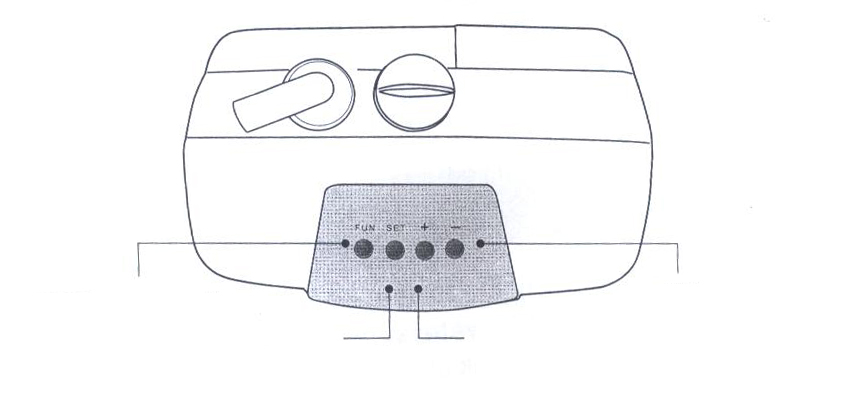 FUN SET + −